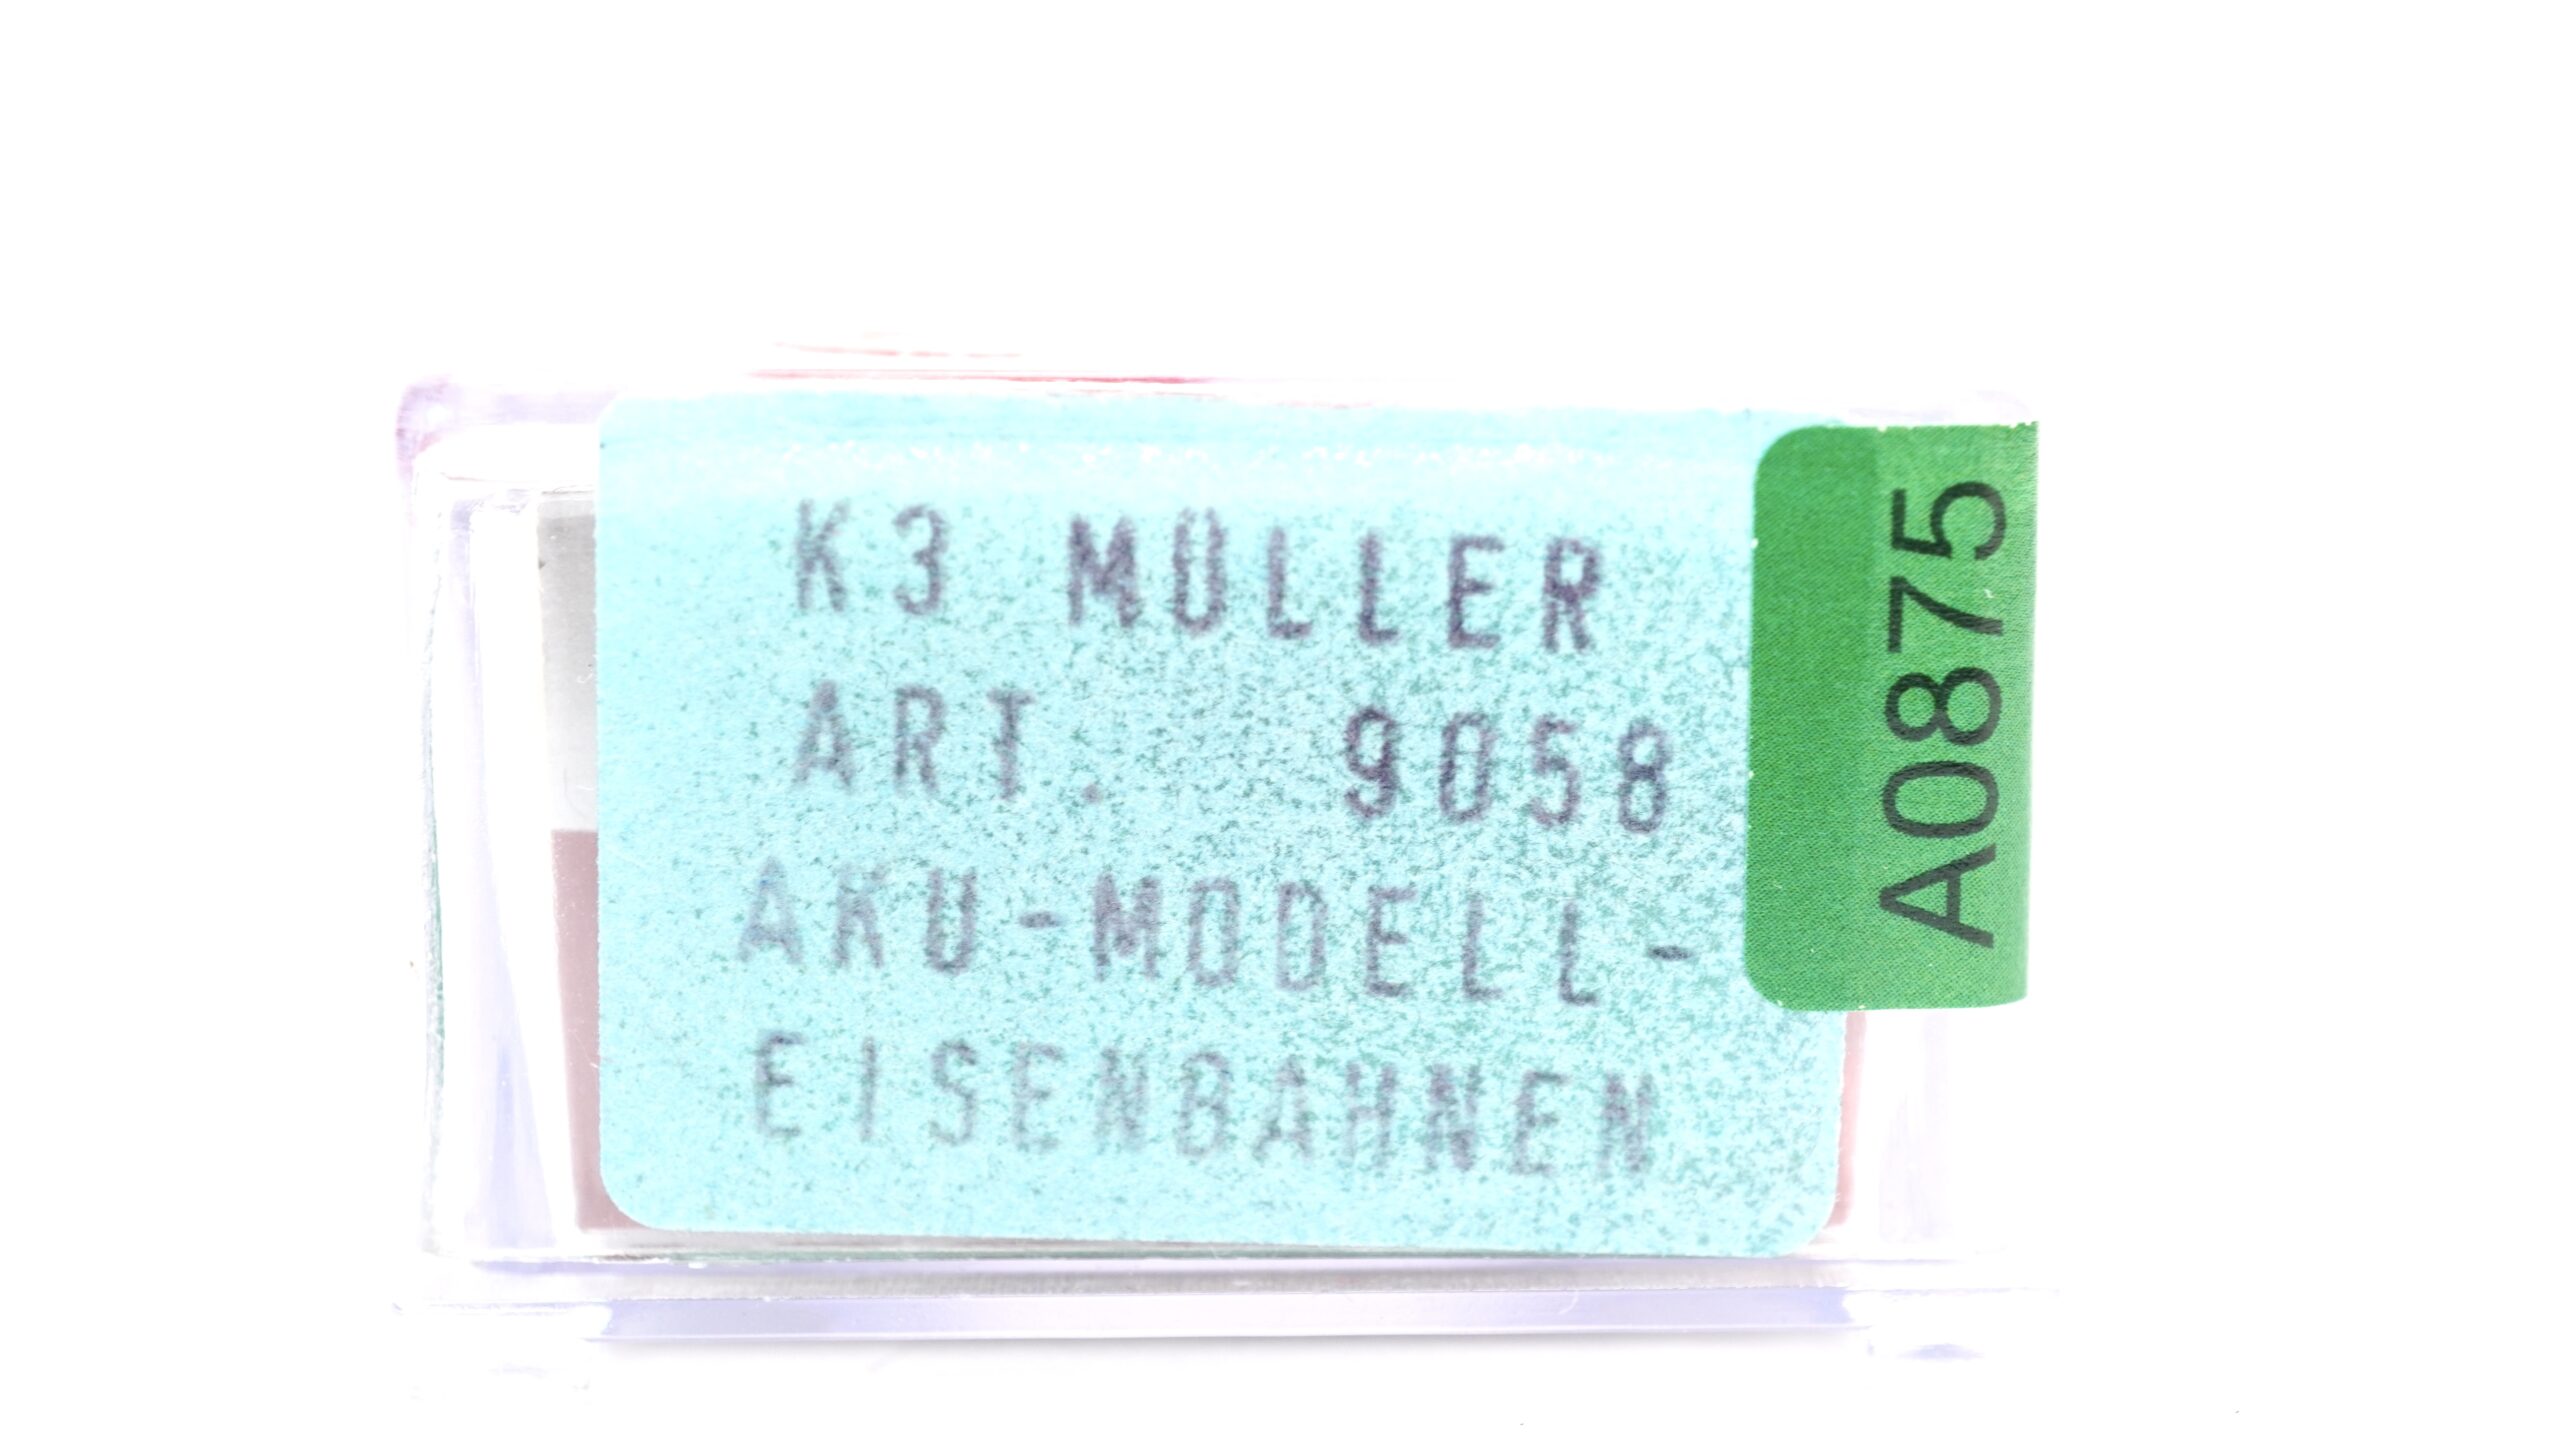 K3 MÜLLER
ART. 9058
AKU-MODELL-
EISENBAHNEN
A0875